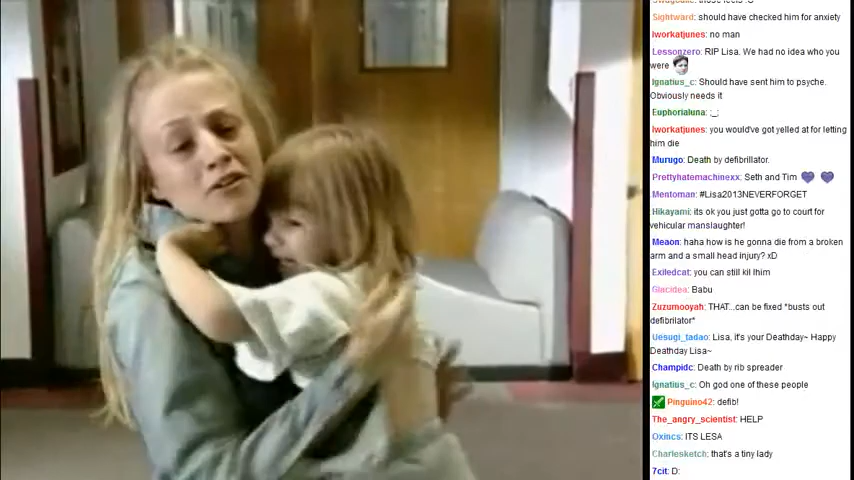 Sightward: should have checked him for anxiety
iworkatjunes: no man
Lessonzero: RIP Lisa. We had no idea who you
were
Ignatius_c: Should have sent him to psyche.
Obviously needs it
Euphorialuna: ;_;
iworkatjunes: you would've got yelled at for letting
him die
Murugo: Death by defibrillator.
Prettyhatemachinexx: Seth and Tim
Mentoman: #Lisa2013NEVERFORGET
Hikayami: its ok you just gotta go to court for
vehicular manslaughter!
Meaon: haha how is he gonna die from a broken
arm and a small head injury? xD
Exiledcat: you can still kil lhim
Glacidea: Babu
Zuzumooyah: THAT...can be fixed *busts out
defibrilator*
Uesugi_tadao: Lisa, it's your Deathday~ Happy
Deathday Lisa~
Champidc: Death by rib spreader
Ignatius_c: Oh god one of these people
Pinguino42: defib!
The_angry_scientist: HELP
Oxincs: ITS LESA
Charlesketch: that's a tiny lady
7cit: D: